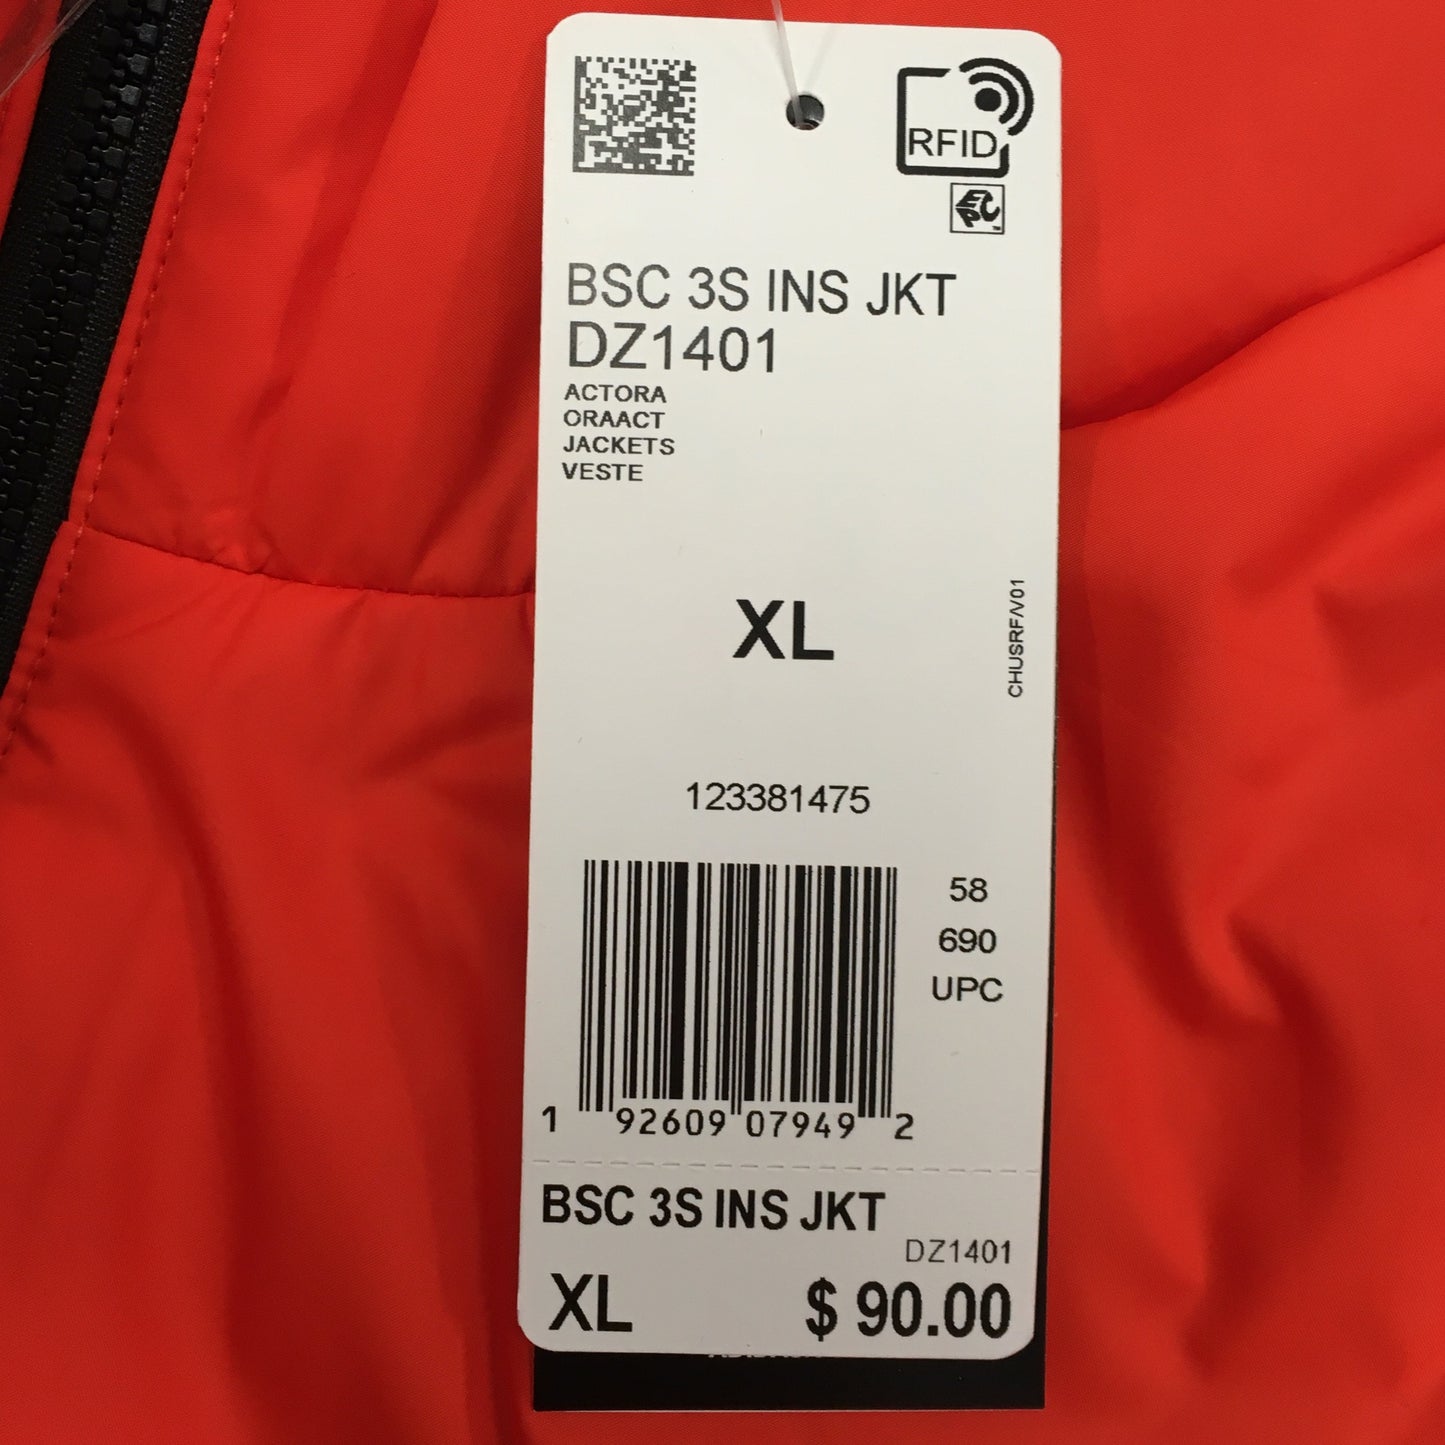 RFID
EPC
BSC 3S INS JKT
DZ1401
ACTORA
ORAACT
JACKETS
VESTE
XL
CHUSRF/V01
123381475
58
690
UPC
1 92609 07949 2
BSC 3S INS JKT
DZ1401
XL $ 90.00